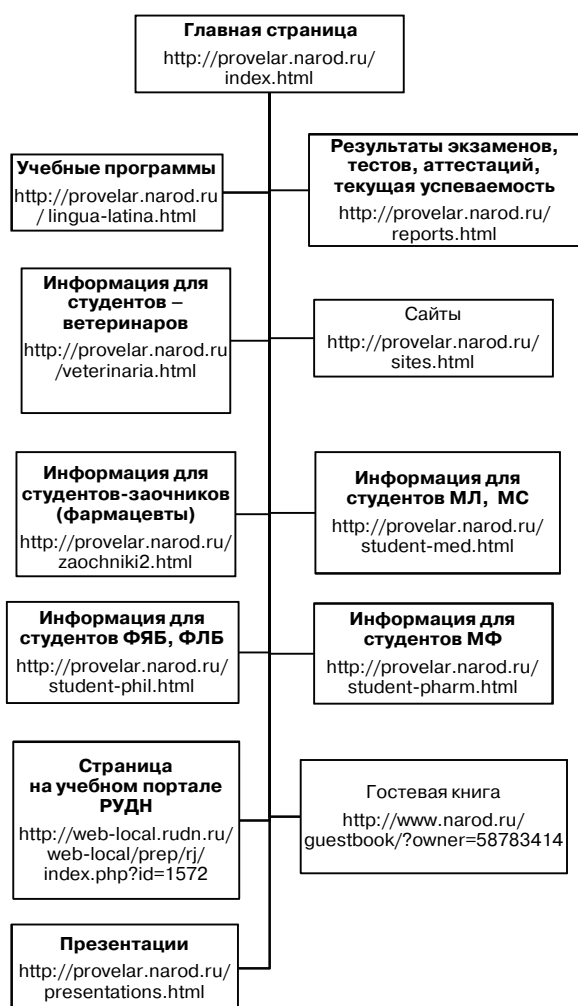 Главная страница
http://provelar.narod.ru/
index.html
Учебные программы
http://provelar.narod.ru
/lingua-latina.html
Результаты экзаменов,
тестов, аттестаций,
текущая успеваемость
http://provelar.narod.ru/
reports.html
Информация для
студентов –
ветеринаров
http://provelar.narod.ru
/veterinaria.html
Сайты
http://provelar.narod.ru/
sites.html
Информация для
студентов-заочников
(фармацевты)
http://provelar.narod.ru/
zaochniki2.html
Информация для
студентов МЛ, МС
http://provelar.narod.ru/
student-med.html
Информация для
студентов ФЯБ, ФЛБ
http://provelar.narod.ru/
student-phil.html
Информация для
студентов МФ
http://provelar.narod.ru/
student-pharm.html
Страница
на учебном портале
РУДН
http://web-local.rudn.ru/
web-local/prep/rj/
index.php?id=1572
Гостевая книга
http://www.narod.ru/
guestbook/?owner=58783414
Презентации
http://provelar.narod.ru/
presentations.html